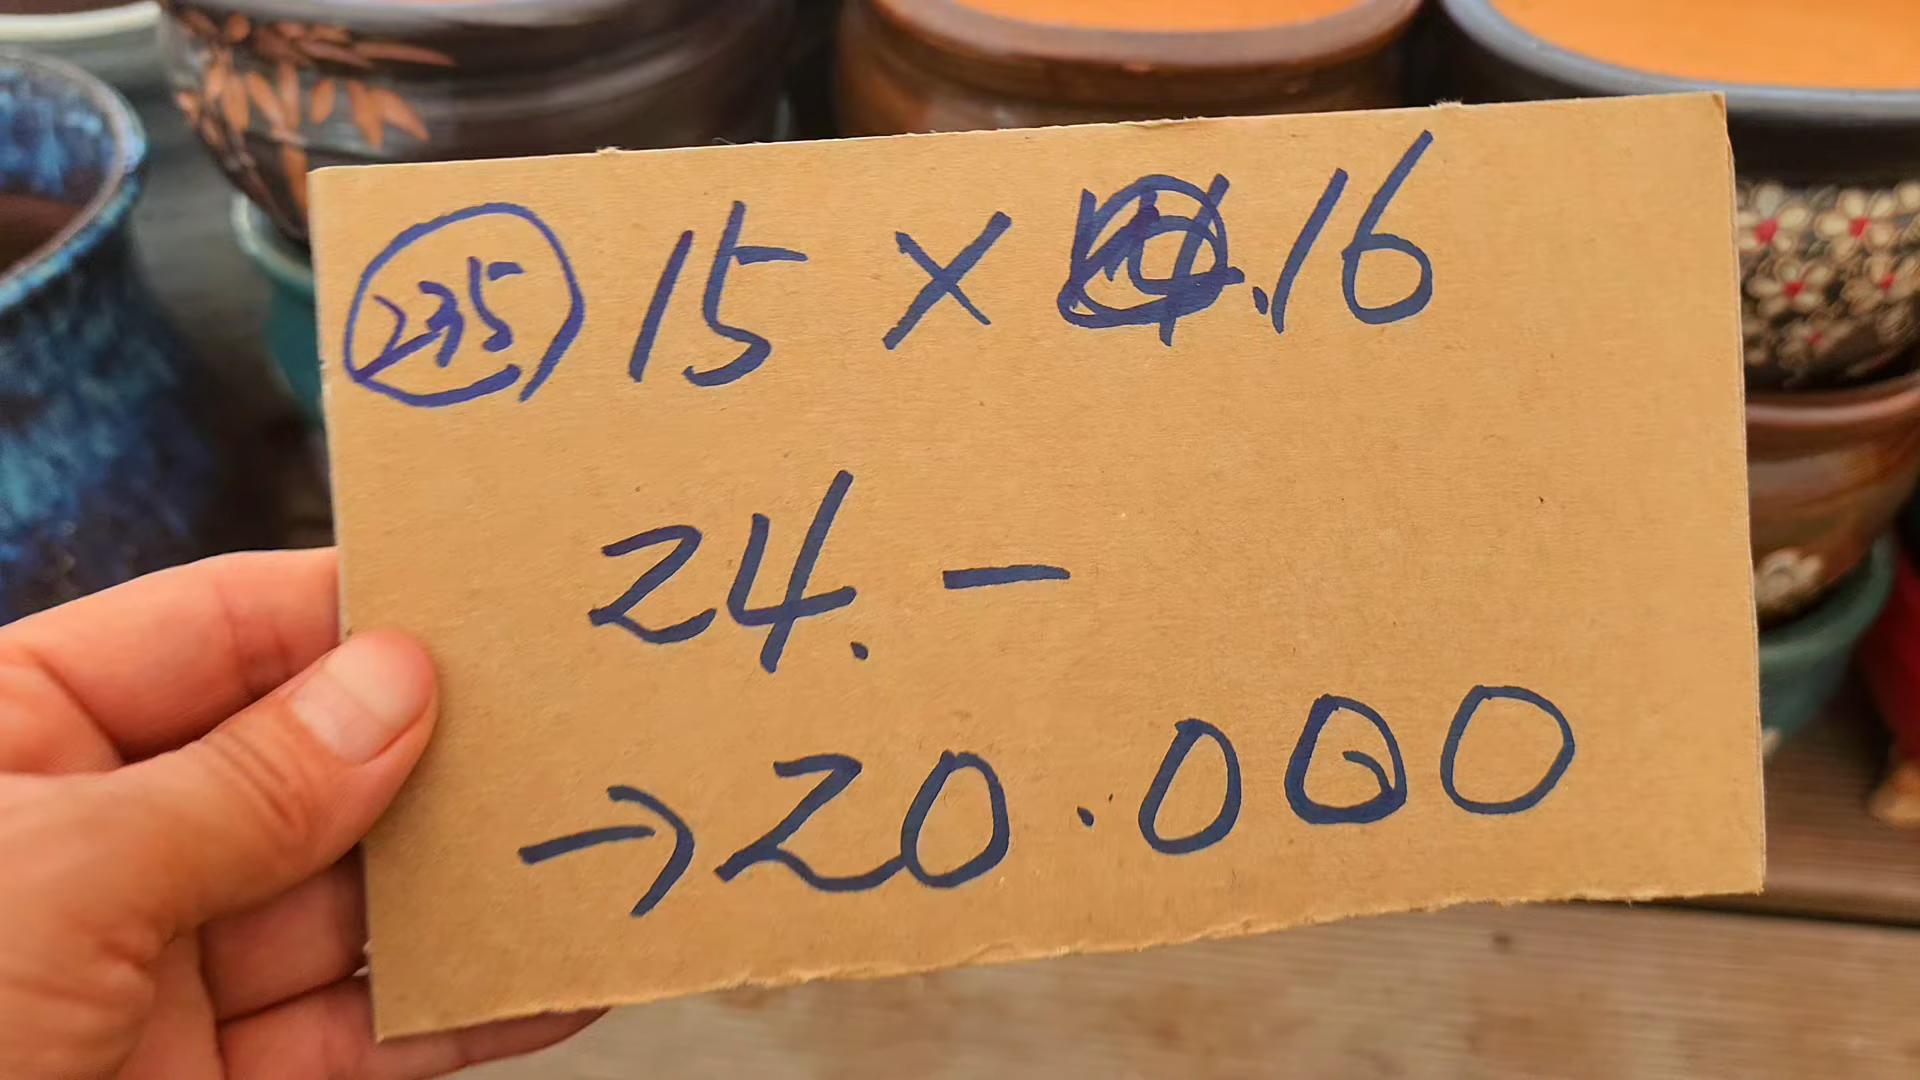 235 15 × .16
24.-
→20.000